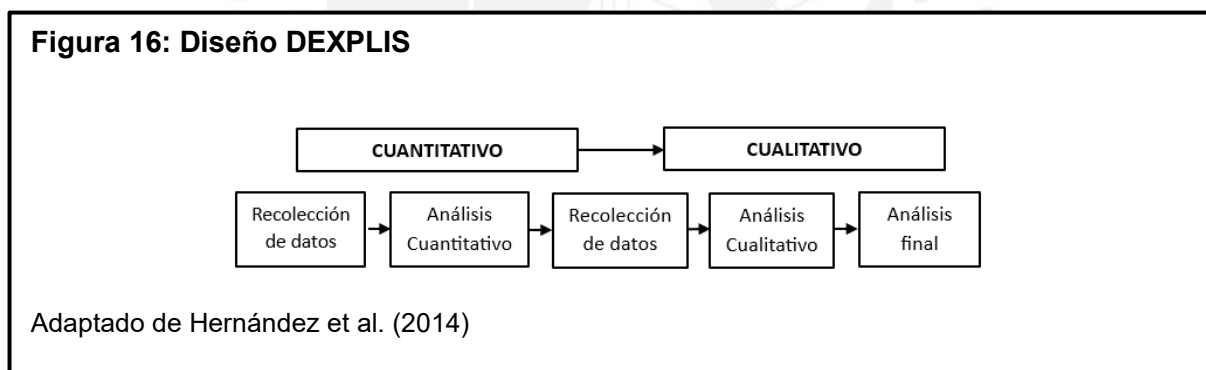 Figura 16: Diseño DEXPLIS
CUANTITATIVO
CUALITATIVO
Recolección
de datos
Análisis
Cuantitativo
Recolección
de datos
Análisis
Cualitativo
Análisis
final
Adaptado de Hernández et al. (2014)